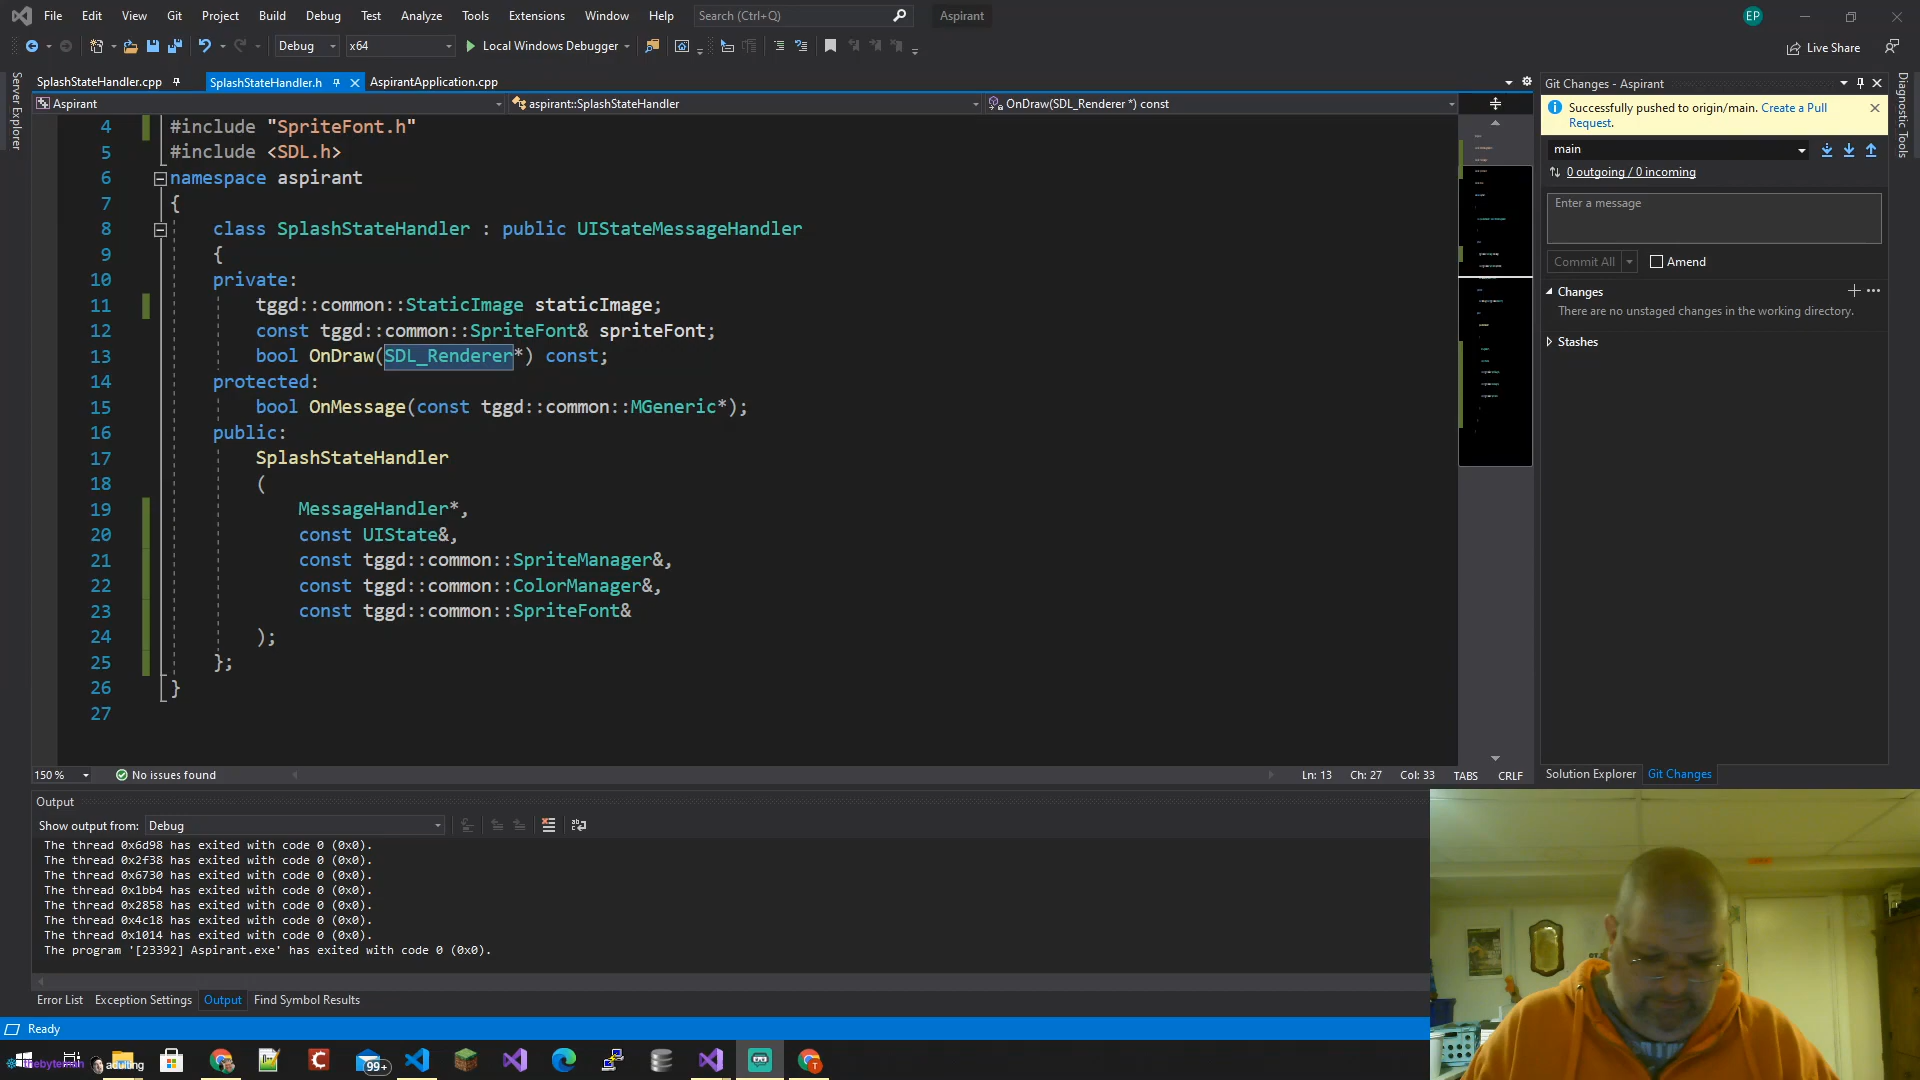 File Edit View Git Project Build Debug Test Analyze Tools Extensions Window Help Search (Ctrl+Q) Aspirant EP
Debug x64 Local Windows Debugger Live Share
SplashStateHandler.cpp SplashStateHandler.h AspirantApplication.cpp
Aspirant aspirant::SplashStateHandler OnDraw(SDL_Renderer *) const
Server Explorer
4 #include "SpriteFont.h"
5 #include <SDL.h>
6 namespace aspirant
7 {
8 class SplashStateHandler : public UIStateMessageHandler
9 {
10 private:
11 tggd::common::StaticImage staticImage;
12 const tggd::common::SpriteFont& spriteFont;
13 bool OnDraw(SDL_Renderer*) const;
14 protected:
15 bool OnMessage(const tggd::common::MGeneric*);
16 public:
17 SplashStateHandler
18 (
19 MessageHandler*,
20 const UIState&,
21 const tggd::common::SpriteManager&,
22 const tggd::common::ColorManager&,
23 const tggd::common::SpriteFont&
24 );
25 };
26 }
27
150 % No issues found Ln: 13 Ch: 27 Col: 33 TABS CRLF
Git Changes - Aspirant
Successfully pushed to origin/main. Create a Pull
Request.
main
0 outgoing / 0 incoming
Enter a message
Commit All Amend
Changes
There are no unstaged changes in the working directory.
Stashes
Solution Explorer Git Changes
Diagnostic Tools
Output
Show output from: Debug
The thread 0x6d98 has exited with code 0 (0x0).
The thread 0x2f38 has exited with code 0 (0x0).
The thread 0x6730 has exited with code 0 (0x0).
The thread 0x1bb4 has exited with code 0 (0x0).
The thread 0x2858 has exited with code 0 (0x0).
The thread 0x4c18 has exited with code 0 (0x0).
The thread 0x1014 has exited with code 0 (0x0).
The program '[23392] Aspirant.exe' has exited with code 0 (0x0).
Error List Exception Settings Output Find Symbol Results
Ready
99+